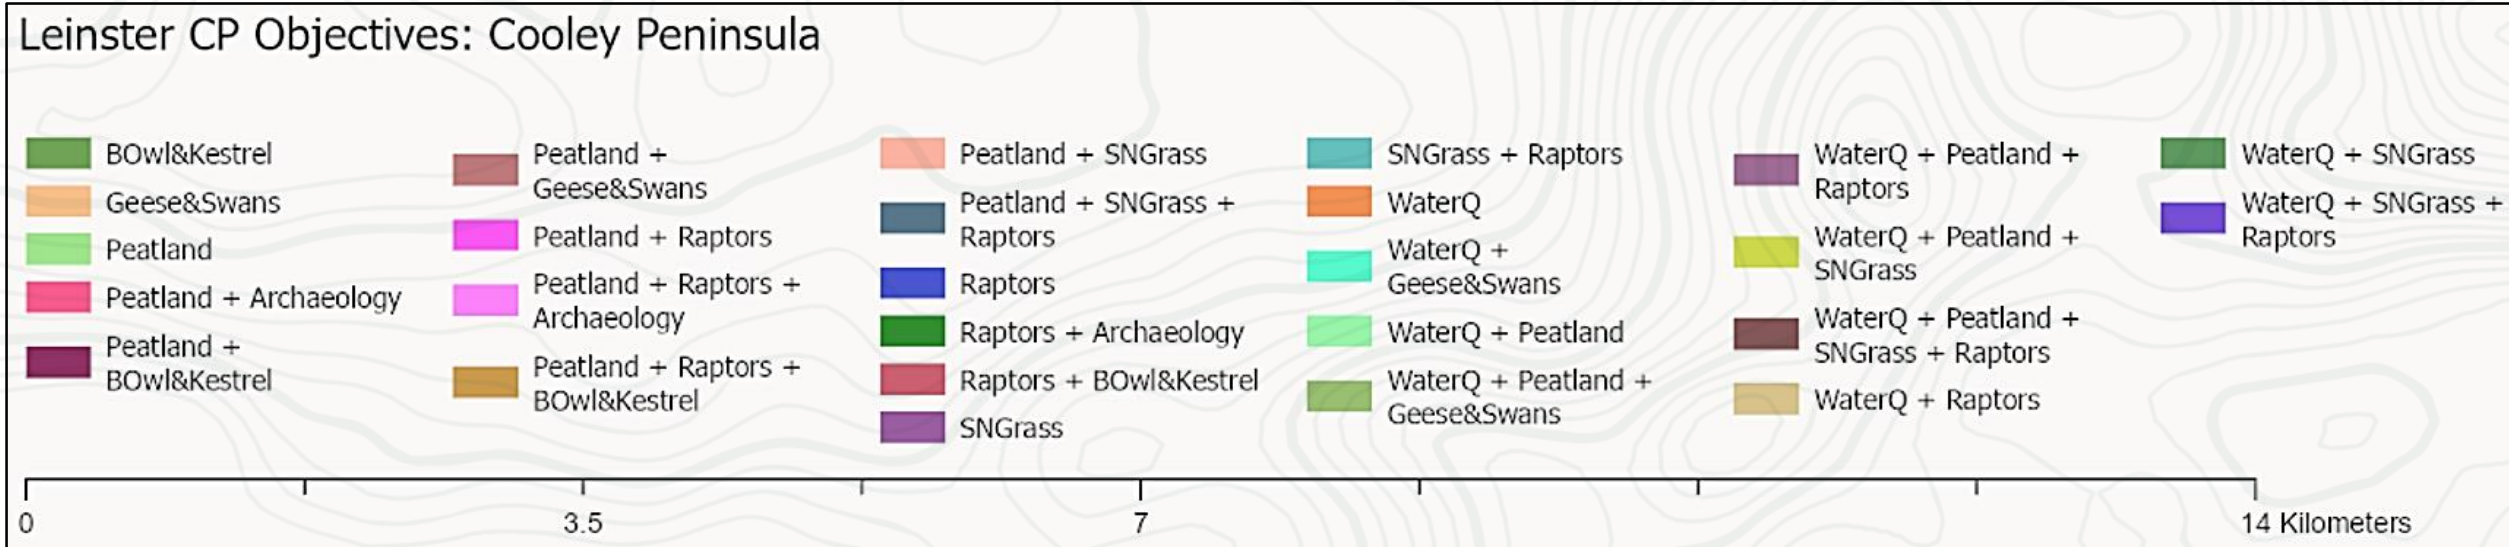 Leinster CP Objectives: Cooley Peninsula
BOwl&Kestrel
Geese&Swans
Peatland
Peatland + Archaeology
Peatland +
BOwl&Kestrel
Peatland +
Geese&Swans
Peatland + Raptors
Peatland + Raptors +
Archaeology
Peatland + Raptors +
BOwl&Kestrel
Peatland + SNGrass
Peatland + SNGrass +
Raptors
Raptors
Raptors + Archaeology
Raptors + BOwl&Kestrel
SNGrass
SNGrass + Raptors
WaterQ
WaterQ +
Geese&Swans
WaterQ + Peatland
WaterQ + Peatland +
Geese&Swans
WaterQ + Peatland +
Raptors
WaterQ + Peatland +
SNGrass
WaterQ + Peatland +
SNGrass + Raptors
WaterQ + Raptors
WaterQ + SNGrass
WaterQ + SNGrass +
Raptors
0 3.5 7 14 Kilometers